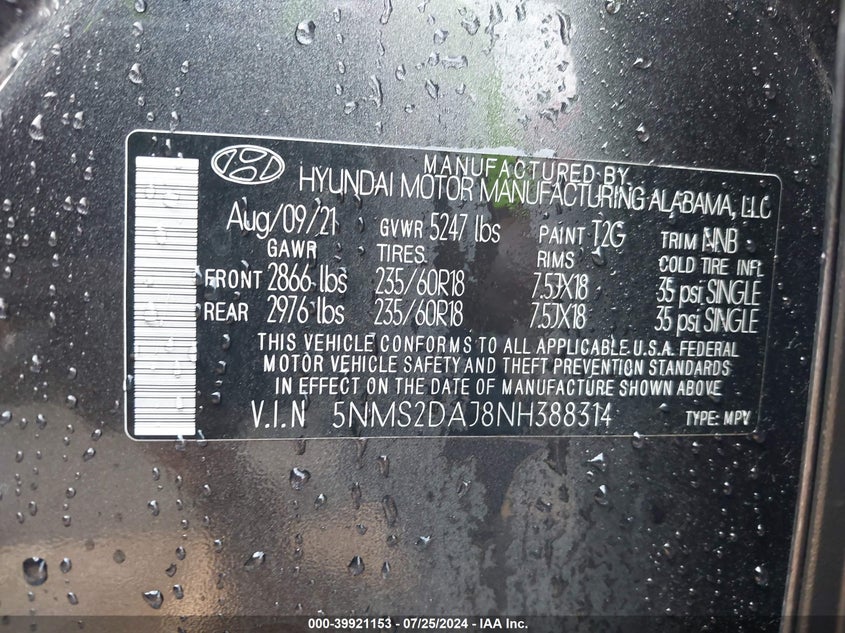 MANUFACTURED BY
HYUNDAI MOTOR MANUFACTURING ALABAMA, LLC
Aug/09/21 GVWR 5247 lbs PAINT T2G TRIM NNB
GAWR TIRES RIMS COLD TIRE INFL
FRONT 2866 lbs 235/60R18 7.5JX18 35 psi SINGLE
REAR 2976 lbs 235/60R18 7.5JX18 35 psi SINGLE
THIS VEHICLE CONFORMS TO ALL APPLICABLE U.S.A. FEDERAL
MOTOR VEHICLE SAFETY AND THEFT PREVENTION STANDARDS
IN EFFECT ON THE DATE OF MANUFACTURE SHOWN ABOVE
V.I.N 5NMS2DAJ8NH388314 TYPE: MPV
000-39921153 - 07/25/2024 - IAA Inc.